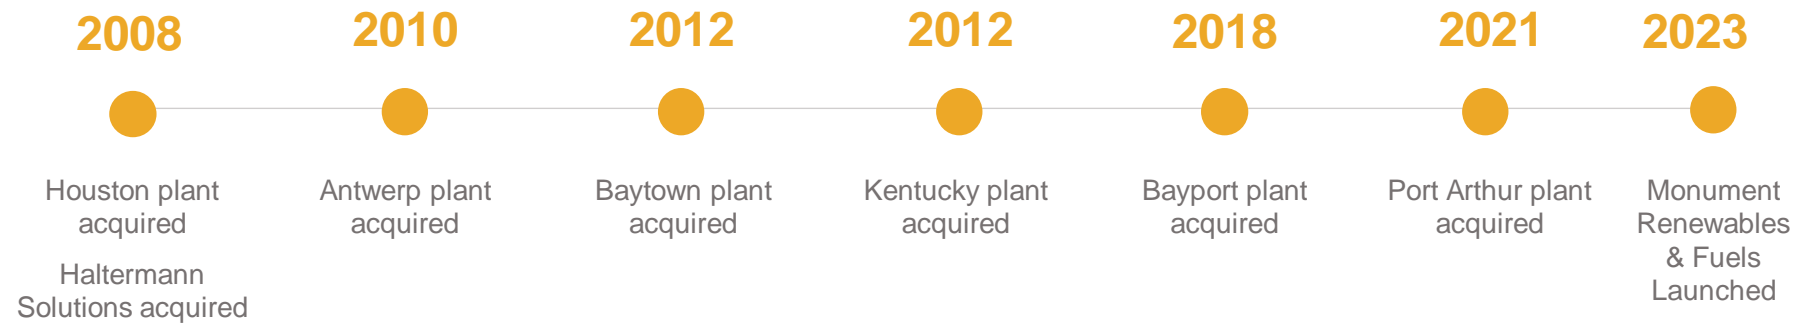 2008
Houston plant
acquired
Haltermann
Solutions acquired
2010
Antwerp plant
acquired
2012
Baytown plant
acquired
2012
Kentucky plant
acquired
2018
Bayport plant
acquired
2021
Port Arthur plant
acquired
2023
Monument
Renewables
& Fuels
Launched